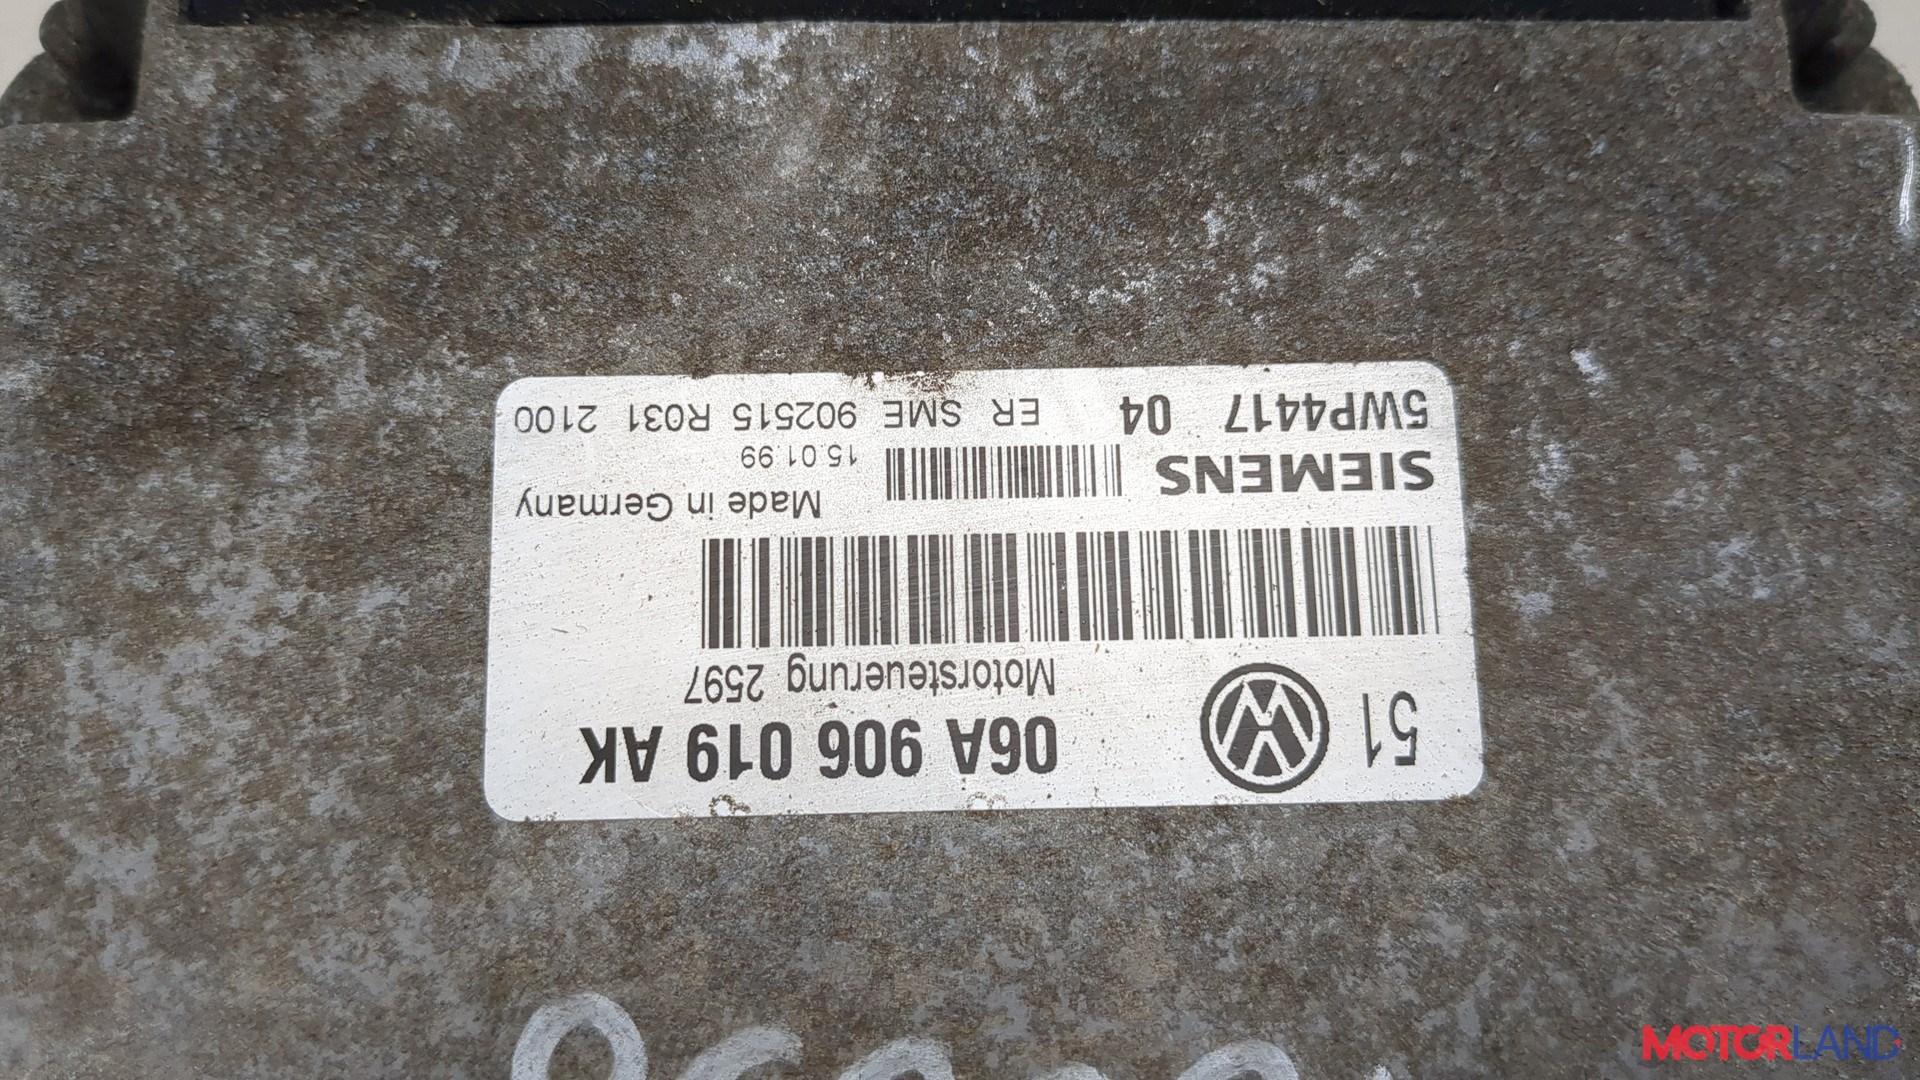 51
06A 906 019 AK
Motorsteuerung 2597
Made in Germany
SIEMENS
15.01.99
5WP4417 04 ER SME 902515 R031 2100
MOTORLAND